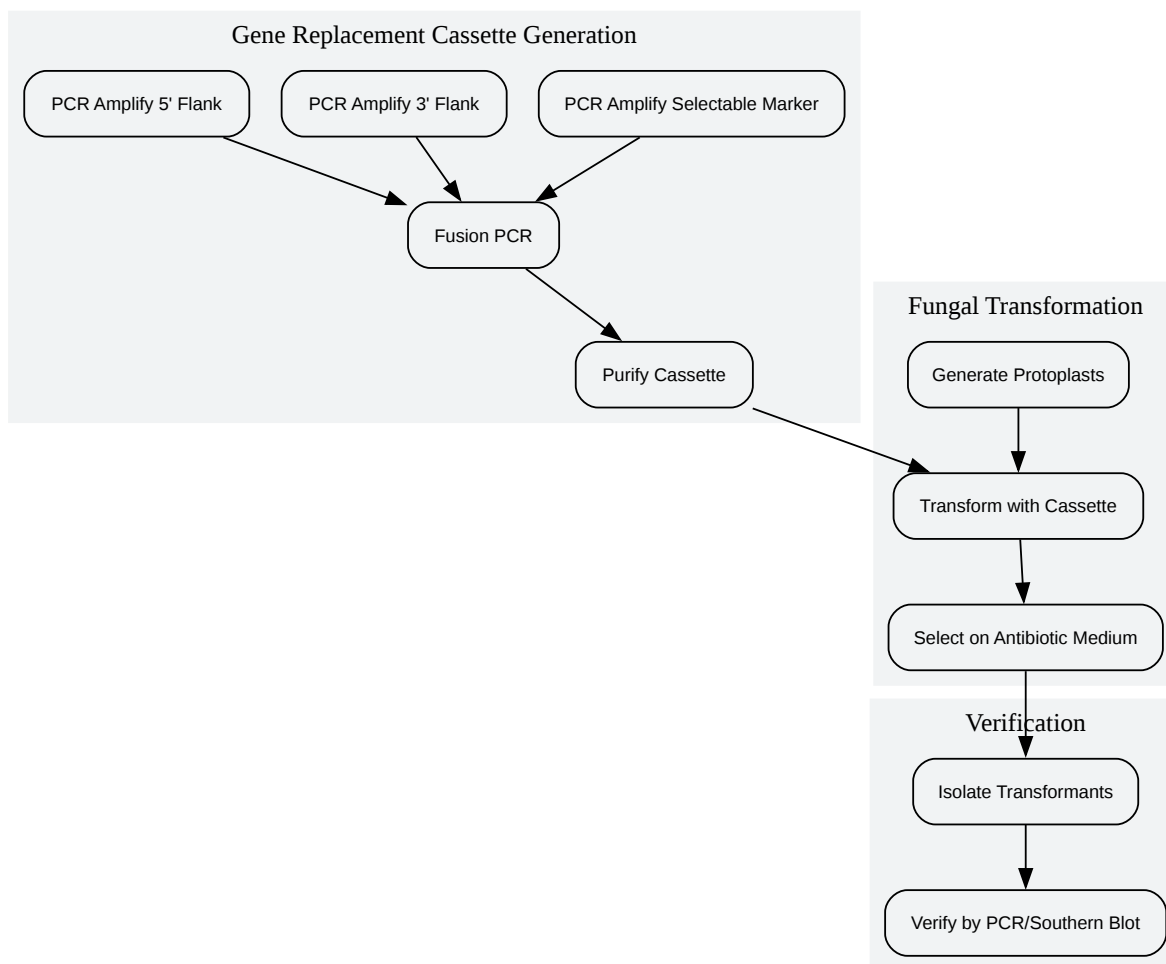 Gene Replacement Cassette Generation
PCR Amplify 5' Flank
PCR Amplify 3' Flank
PCR Amplify Selectable Marker
Fusion PCR
Purify Cassette
Fungal Transformation
Generate Protoplasts
Transform with Cassette
Select on Antibiotic Medium
Verification
Isolate Transformants
Verify by PCR/Southern Blot